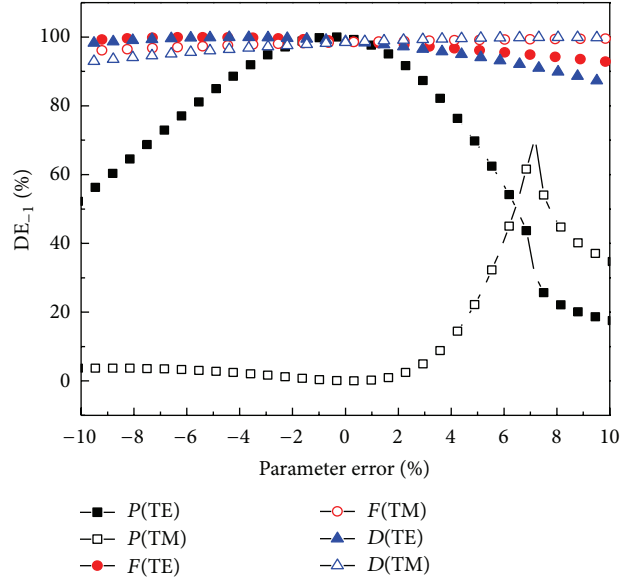 100
80
60
40
20
0
DE₋₁ (%)
−10 −8 −6 −4 −2 0 2 4 6 8 10
Parameter error (%)
P(TE) F(TM)
P(TM) D(TE)
F(TE) D(TM)